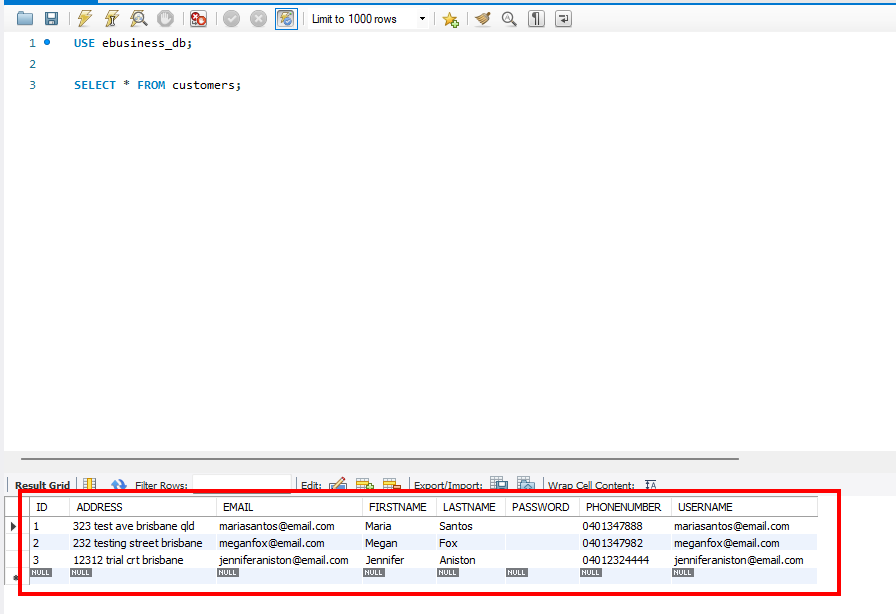 Limit to 1000 rows
1 USE ebusiness_db;
2
3 SELECT * FROM customers;
Result Grid Filter Rows: Edit: Export/Import: Wrap Cell Content: IA
ID ADDRESS EMAIL FIRSTNAME LASTNAME PASSWORD PHONENUMBER USERNAME
1 323 test ave brisbane qld mariasantos@email.com Maria Santos 0401347888 mariasantos@email.com
2 232 testing street brisbane meganfox@email.com Megan Fox 0401347982 meganfox@email.com
3 12312 trial crt brisbane jenniferaniston@email.com Jennifer Aniston 04012324444 jenniferaniston@email.com
NULL NULL NULL NULL NULL NULL NULL NULL